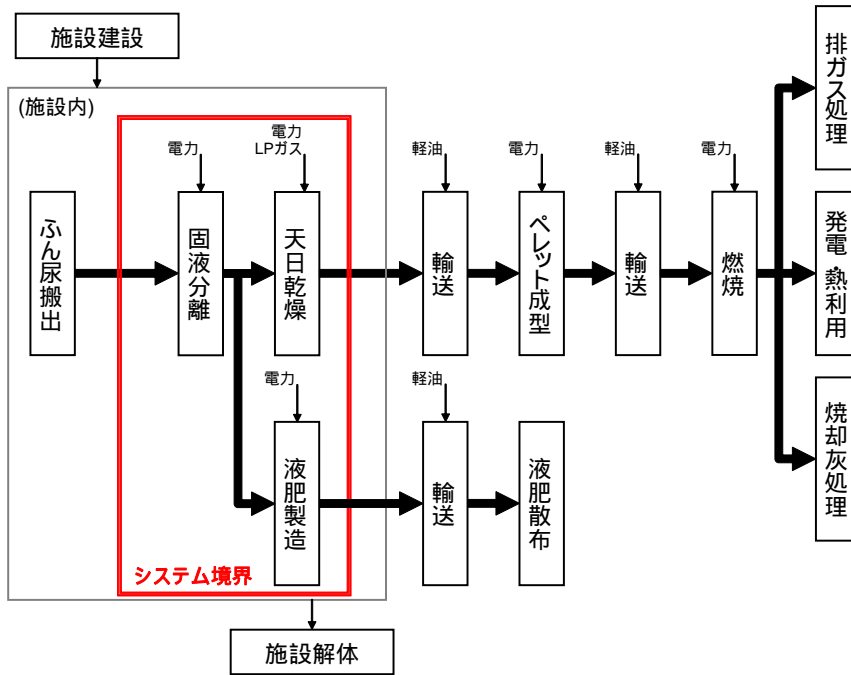 施設建設
(施設内)
電力
電力
LPガス
軽油
電力
軽油
電力
ふん尿搬出
固液分離
天日乾燥
輸送
ペレット成型
輸送
燃焼
排ガス処理
発電・熱利用
焼却灰処理
電力
軽油
液肥製造
輸送
液肥散布
システム境界
施設解体